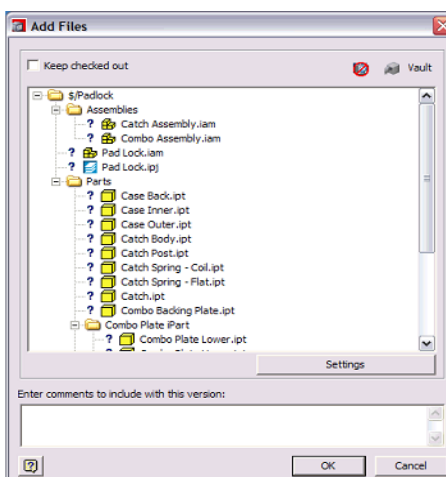 Add Files
Keep checked out
Vault
$/Padlock
Assemblies
? Catch Assembly.iam
? Combo Assembly.iam
? Pad Lock.iam
? Pad Lock.ipj
Parts
? Case Back.ipt
? Case Inner.ipt
? Case Outer.ipt
? Catch Body.ipt
? Catch Post.ipt
? Catch Spring - Coil.ipt
? Catch Spring - Flat.ipt
? Catch.ipt
? Combo Backing Plate.ipt
Combo Plate iPart
? Combo Plate Lower.ipt
Settings
Enter comments to include with this version:
?
OK
Cancel